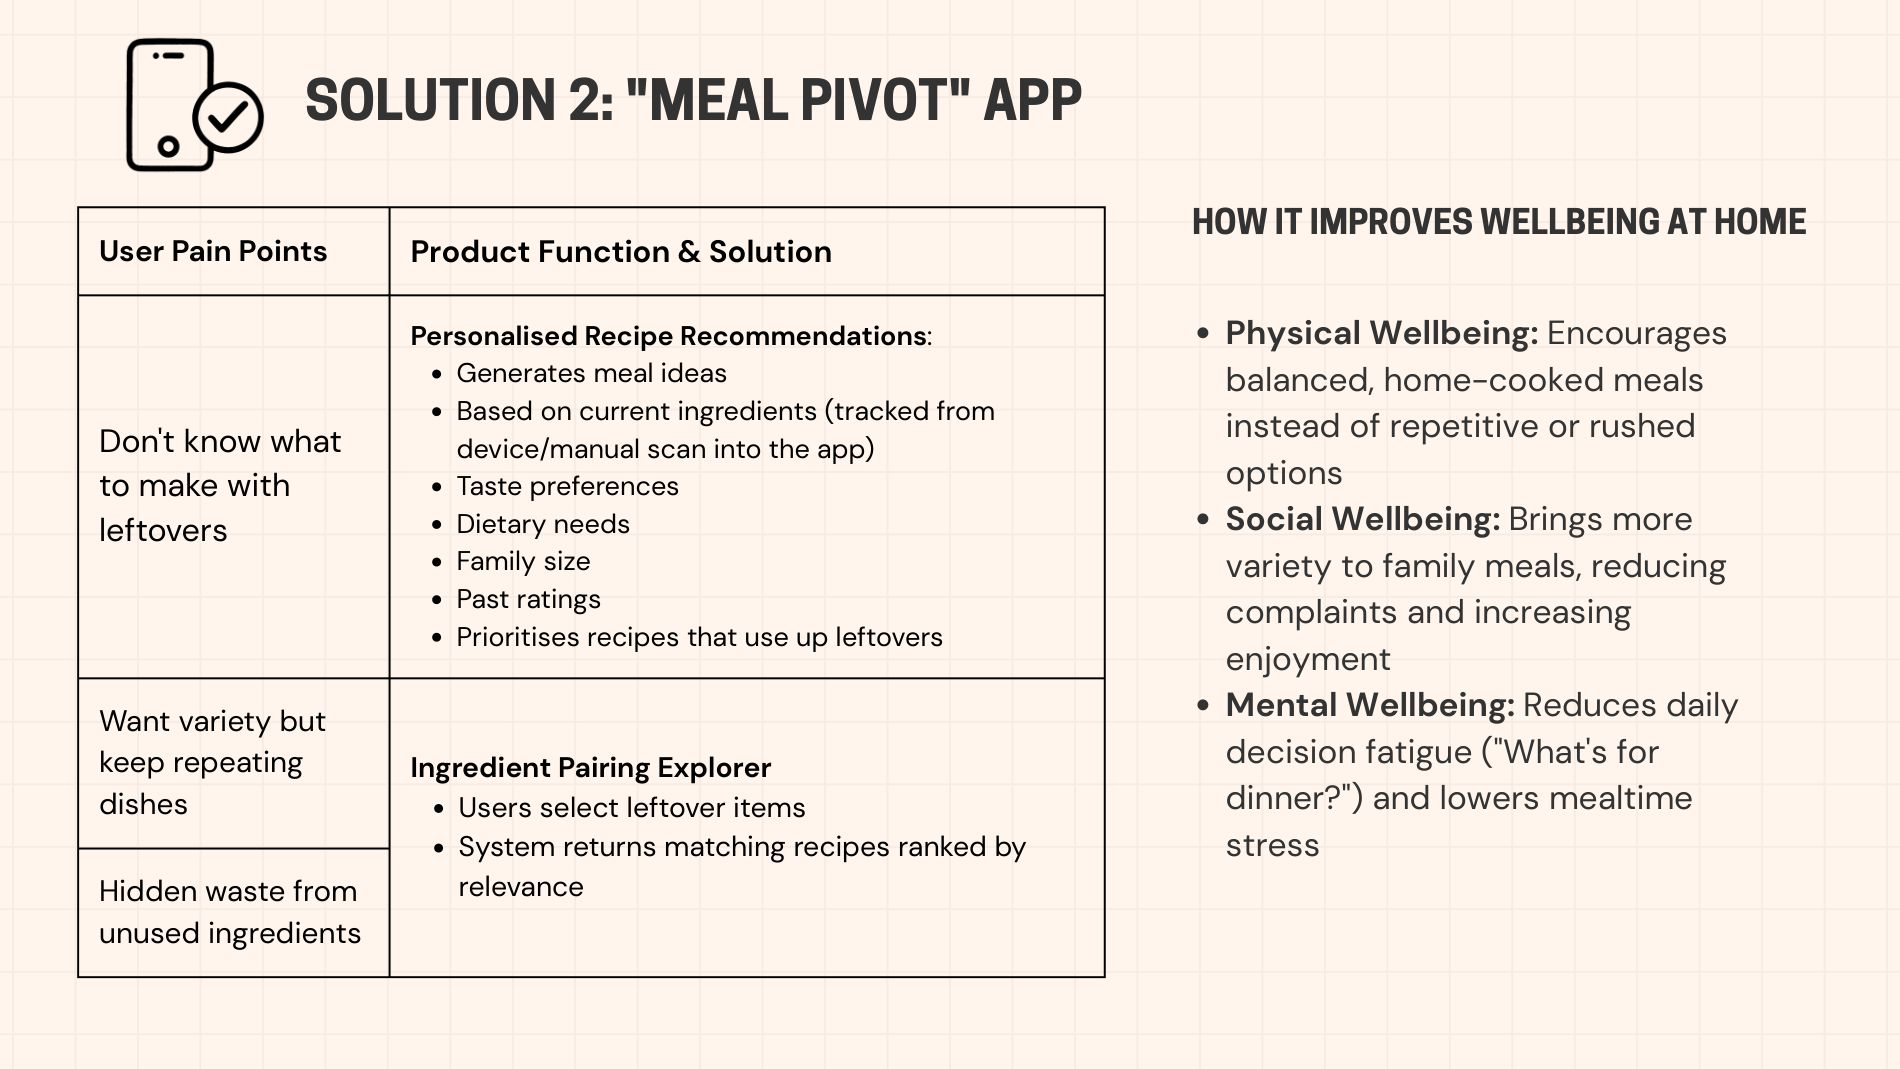 SOLUTION 2: "MEAL PIVOT" APP
User Pain Points
Product Function & Solution
Don't know what
to make with
leftovers
Personalised Recipe Recommendations:
• Generates meal ideas
• Based on current ingredients (tracked from
device/manual scan into the app)
• Taste preferences
• Dietary needs
• Family size
• Past ratings
• Prioritises recipes that use up leftovers
Want variety but
keep repeating
dishes
Hidden waste from
unused ingredients
Ingredient Pairing Explorer
• Users select leftover items
• System returns matching recipes ranked by
relevance
HOW IT IMPROVES WELLBEING AT HOME
• Physical Wellbeing: Encourages
balanced, home-cooked meals
instead of repetitive or rushed
options
• Social Wellbeing: Brings more
variety to family meals, reducing
complaints and increasing
enjoyment
• Mental Wellbeing: Reduces daily
decision fatigue ("What's for
dinner?") and lowers mealtime
stress